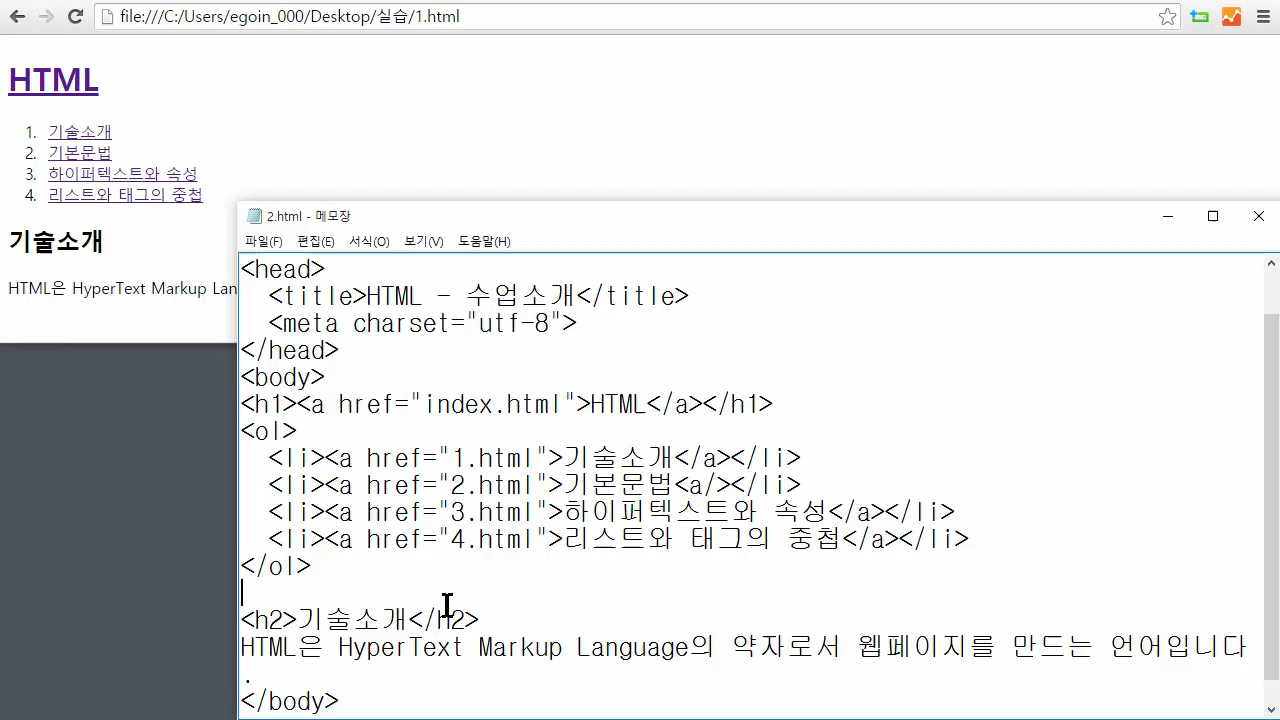 file:///C:/Users/egoin_000/Desktop/실습/1.html
HTML
1. 기술소개
2. 기본문법
3. 하이퍼텍스트와 속성
4. 리스트와 태그의 중첩
기술소개
HTML은 HyperText Markup Lan
2.html - 메모장
파일(F) 편집(E) 서식(O) 보기(V) 도움말(H)
<head>
  <title>HTML - 수업소개</title>
  <meta charset="utf-8">
</head>
<body>
<h1><a href="index.html">HTML</a></h1>
<ol>
  <li><a href="1.html">기술소개</a></li>
  <li><a href="2.html">기본문법<a/></li>
  <li><a href="3.html">하이퍼텍스트와 속성</a></li>
  <li><a href="4.html">리스트와 태그의 중첩</a></li>
</ol>
<h2>기술소개</h2>
HTML은 HyperText Markup Language의 약자로서 웹페이지를 만드는 언어입니다
.
</body>